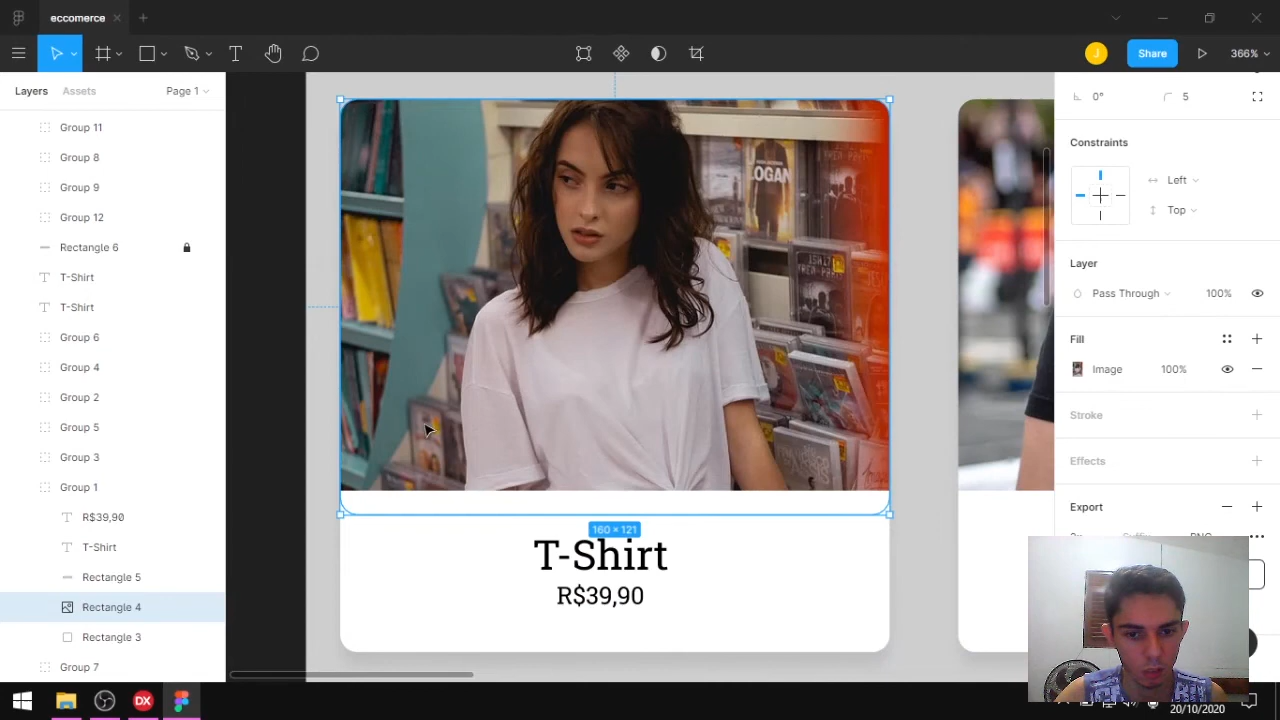 eccomerce
Share
366%
Layers
Assets
Page 1
0°
5
Group 11
Group 8
Group 9
Group 12
Rectangle 6
T-Shirt
T-Shirt
Group 6
Group 4
Group 2
Group 5
Group 3
Group 1
R$39,90
T-Shirt
Rectangle 5
Rectangle 4
Rectangle 3
Group 7
LOGAN
160 × 121
T-Shirt
R$39,90
Constraints
Left
Top
Layer
Pass Through
100%
Fill
Image
100%
Stroke
Effects
Export
J
DX
20/10/2020